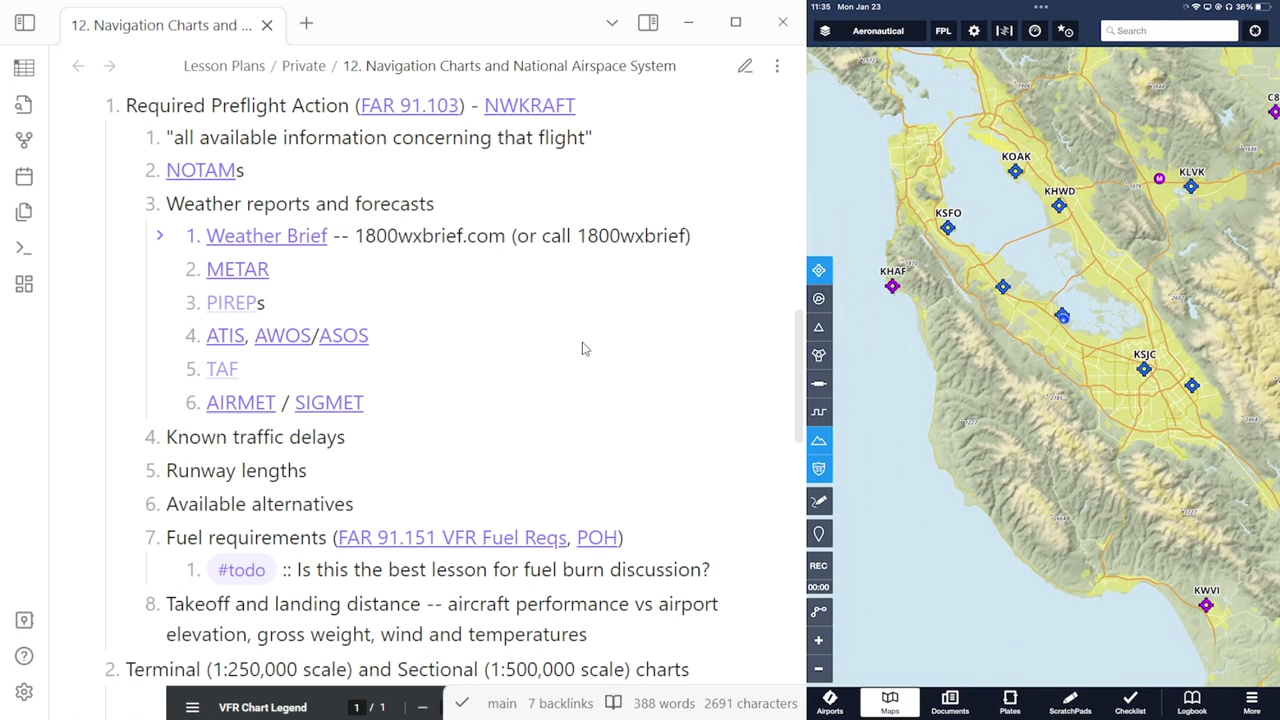 12. Navigation Charts and ...
Lesson Plans / Private / 12. Navigation Charts and National Airspace System
1. Required Preflight Action (FAR 91.103) - NWKRAFT
1. "all available information concerning that flight"
2. NOTAMs
3. Weather reports and forecasts
1. Weather Brief -- 1800wxbrief.com (or call 1800wxbrief)
2. METAR
3. PIREPs
4. ATIS, AWOS/ASOS
5. TAF
6. AIRMET / SIGMET
4. Known traffic delays
5. Runway lengths
6. Available alternatives
7. Fuel requirements (FAR 91.151 VFR Fuel Reqs, POH)
1. #todo :: Is this the best lesson for fuel burn discussion?
8. Takeoff and landing distance -- aircraft performance vs airport
elevation, gross weight, wind and temperatures
2. Terminal (1:250,000 scale) and Sectional (1:500,000 scale) charts
VFR Chart Legend 1 / 1
main 7 backlinks 388 words 2691 characters
11:35 Mon Jan 23
36%
Aeronautical FPL Search
C8
KOAK
KLVK
KHWD
KSFO
KHAF
KSJC
KWVI
M
REC
00:00
Airports Maps Documents Plates ScratchPads Checklist Logbook More